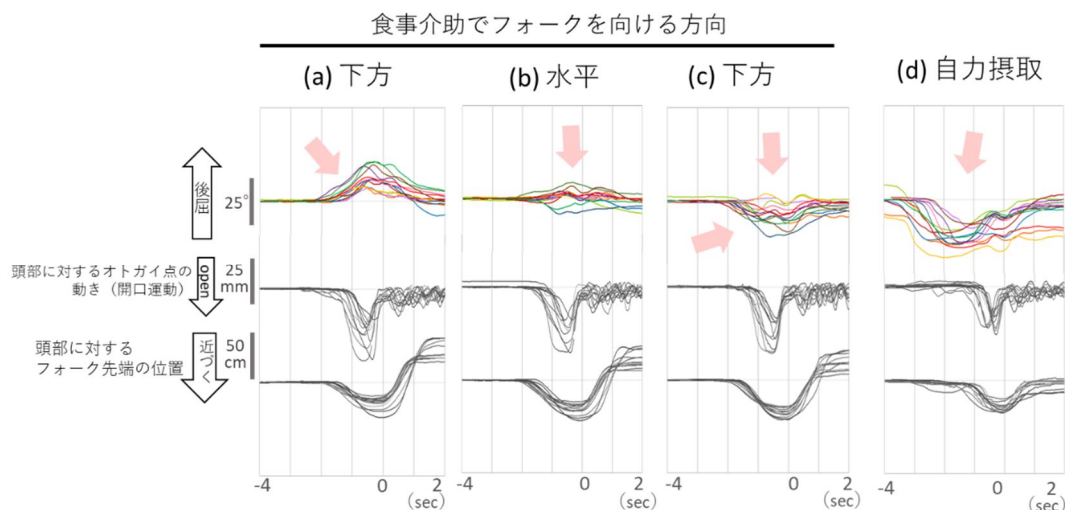 食事介助でフォークを向ける方向
(a) 下方
(b) 水平
(c) 下方
(d) 自力摂取
後屈
25°
頭部に対するオトガイ点の
動き（開口運動）
open
25
mm
頭部に対する
フォーク先端の位置
近づく
50
cm
-4 0 2
(sec)
-4 0 2
(sec)
-4 0 2
(sec)
-4 0 2
(sec)